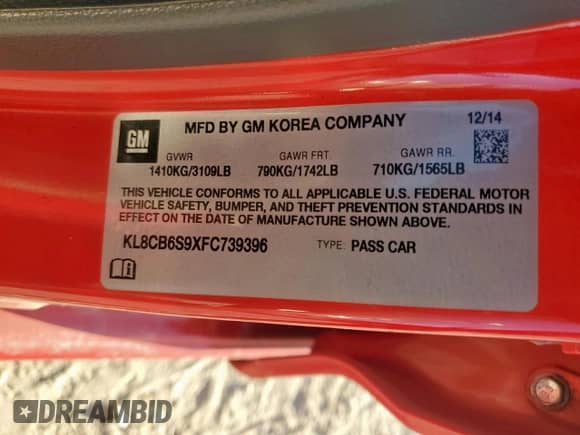 GM
MFD BY GM KOREA COMPANY 12/14
GVWR GAWR FRT. GAWR RR.
1410KG/3109LB 790KG/1742LB 710KG/1565LB
THIS VEHICLE CONFORMS TO ALL APPLICABLE U.S. FEDERAL MOTOR
VEHICLE SAFETY, BUMPER, AND THEFT PREVENTION STANDARDS IN
EFFECT ON THE DATE OF MANUFACTURE SHOWN ABOVE.
KL8CB6S9XFC739396 TYPE: PASS CAR
DREAMBID